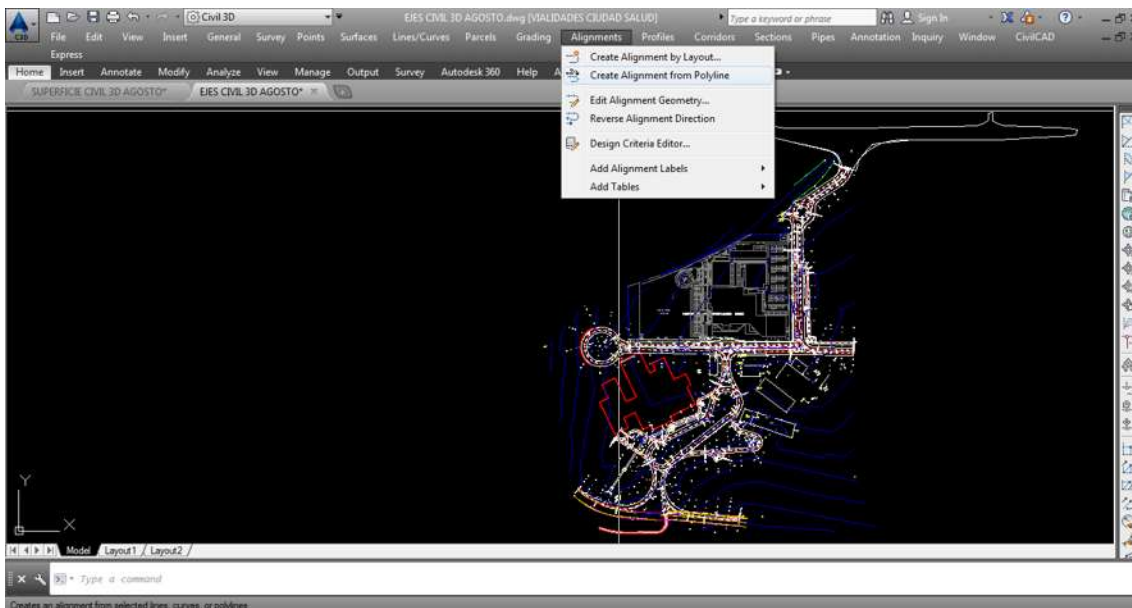 Civil 3D
EJES CIVIL 3D AGOSTO.dwg [VIALIDADES CIUDAD SALUD]
Type a keyword or phrase
Sign In
C3D
File Edit View Insert General Survey Points Surfaces Lines/Curves Parcels Grading Alignments Profiles Corridors Sections Pipes Annotation Inquiry Window CivilCAD
Express
Home Insert Annotate Modify Analyze View Manage Output Survey Autodesk 360 Help A
SUPERFICIE CIVIL 3D AGOSTO*
EJES CIVIL 3D AGOSTO*
Create Alignment by Layout...
Create Alignment from Polyline
Edit Alignment Geometry...
Reverse Alignment Direction
Design Criteria Editor...
Add Alignment Labels
Add Tables
Y
X
Model Layout1 Layout2
Type a command
Creates an alignment from selected lines, curves, or polylines